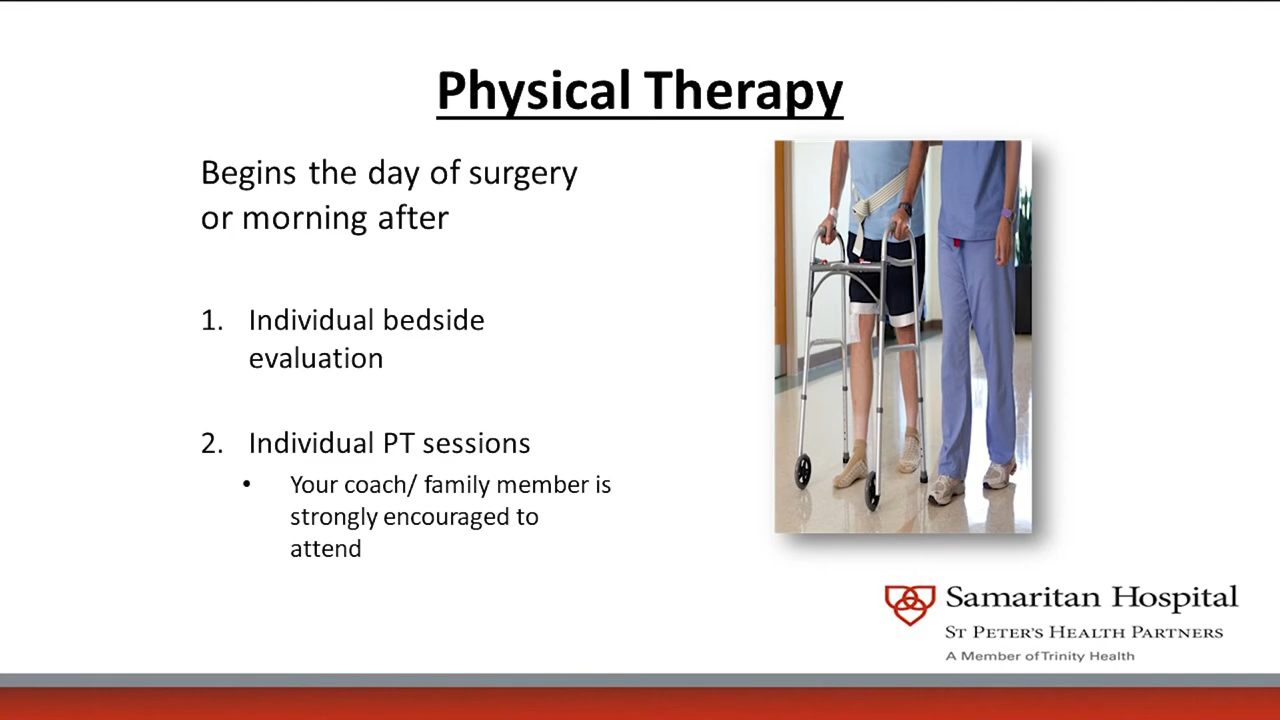 Physical Therapy
Begins the day of surgery
or morning after
1. Individual bedside
evaluation
2. Individual PT sessions
• Your coach/ family member is
strongly encouraged to
attend
Samaritan Hospital
ST PETER'S HEALTH PARTNERS
A Member of Trinity Health